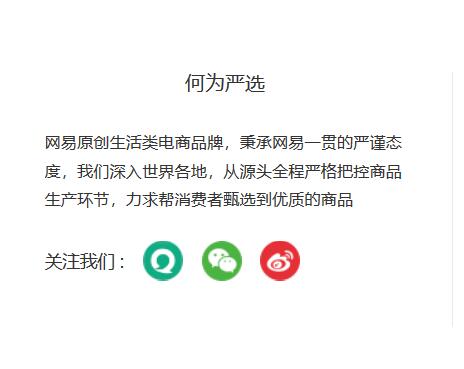 何为严选
网易原创生活类电商品牌，秉承网易一贯的严谨态
度，我们深入世界各地，从源头全程严格把控商品
生产环节，力求帮消费者甄选到优质的商品
关注我们：